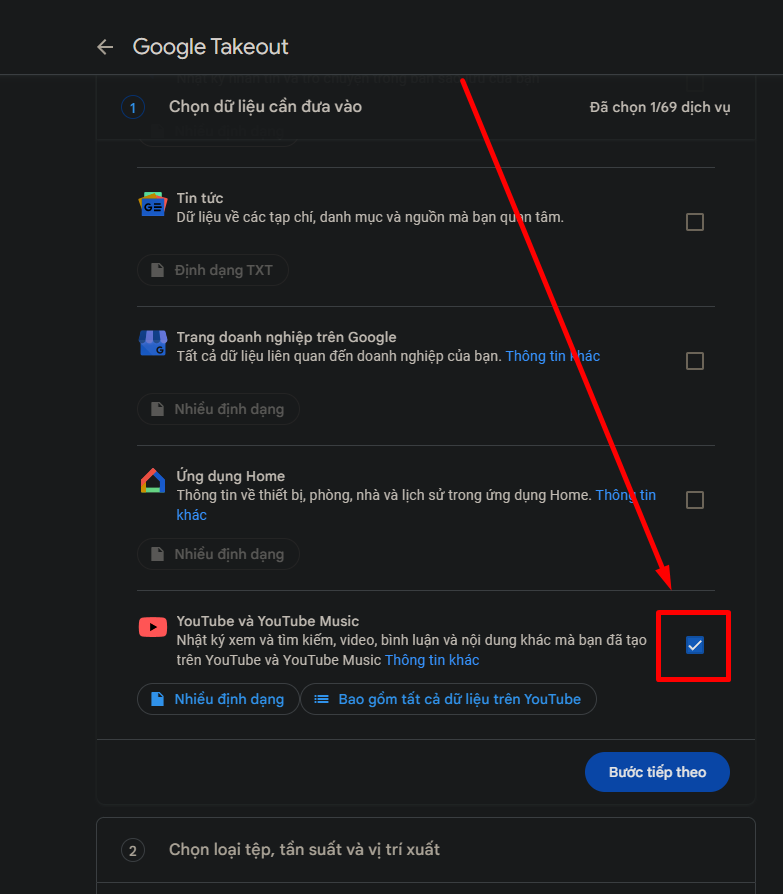 Google Takeout
1
Chọn dữ liệu cần đưa vào
Đã chọn 1/69 dịch vụ
Tin tức
Dữ liệu về các tạp chí, danh mục và nguồn mà bạn quan tâm.
Định dạng TXT
Trang doanh nghiệp trên Google
Tất cả dữ liệu liên quan đến doanh nghiệp của bạn. Thông tin khác
Nhiều định dạng
Ứng dụng Home
Thông tin về thiết bị, phòng, nhà và lịch sử trong ứng dụng Home. Thông tin
khác
Nhiều định dạng
YouTube và YouTube Music
Nhật ký xem và tìm kiếm, video, bình luận và nội dung khác mà bạn đã tạo
trên YouTube và YouTube Music Thông tin khác
Nhiều định dạng
Bao gồm tất cả dữ liệu trên YouTube
Bước tiếp theo
2
Chọn loại tệp, tần suất và vị trí xuất